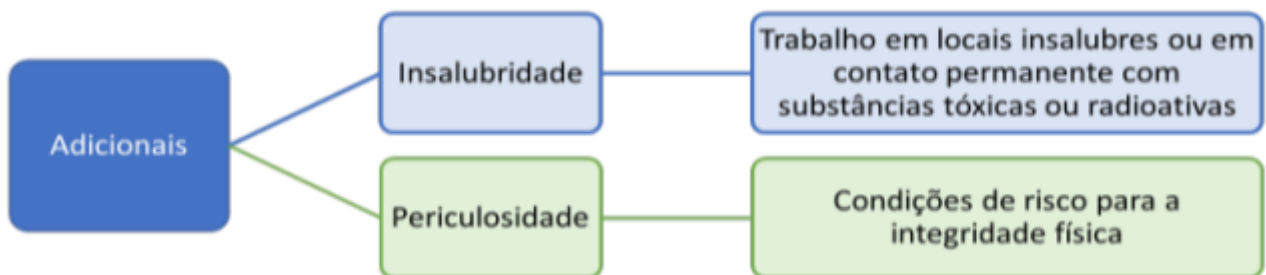 Adicionais
Insalubridade
Trabalho em locais insalubres ou em
contato permanente com
substâncias tóxicas ou radioativas
Periculosidade
Condições de risco para a
integridade física